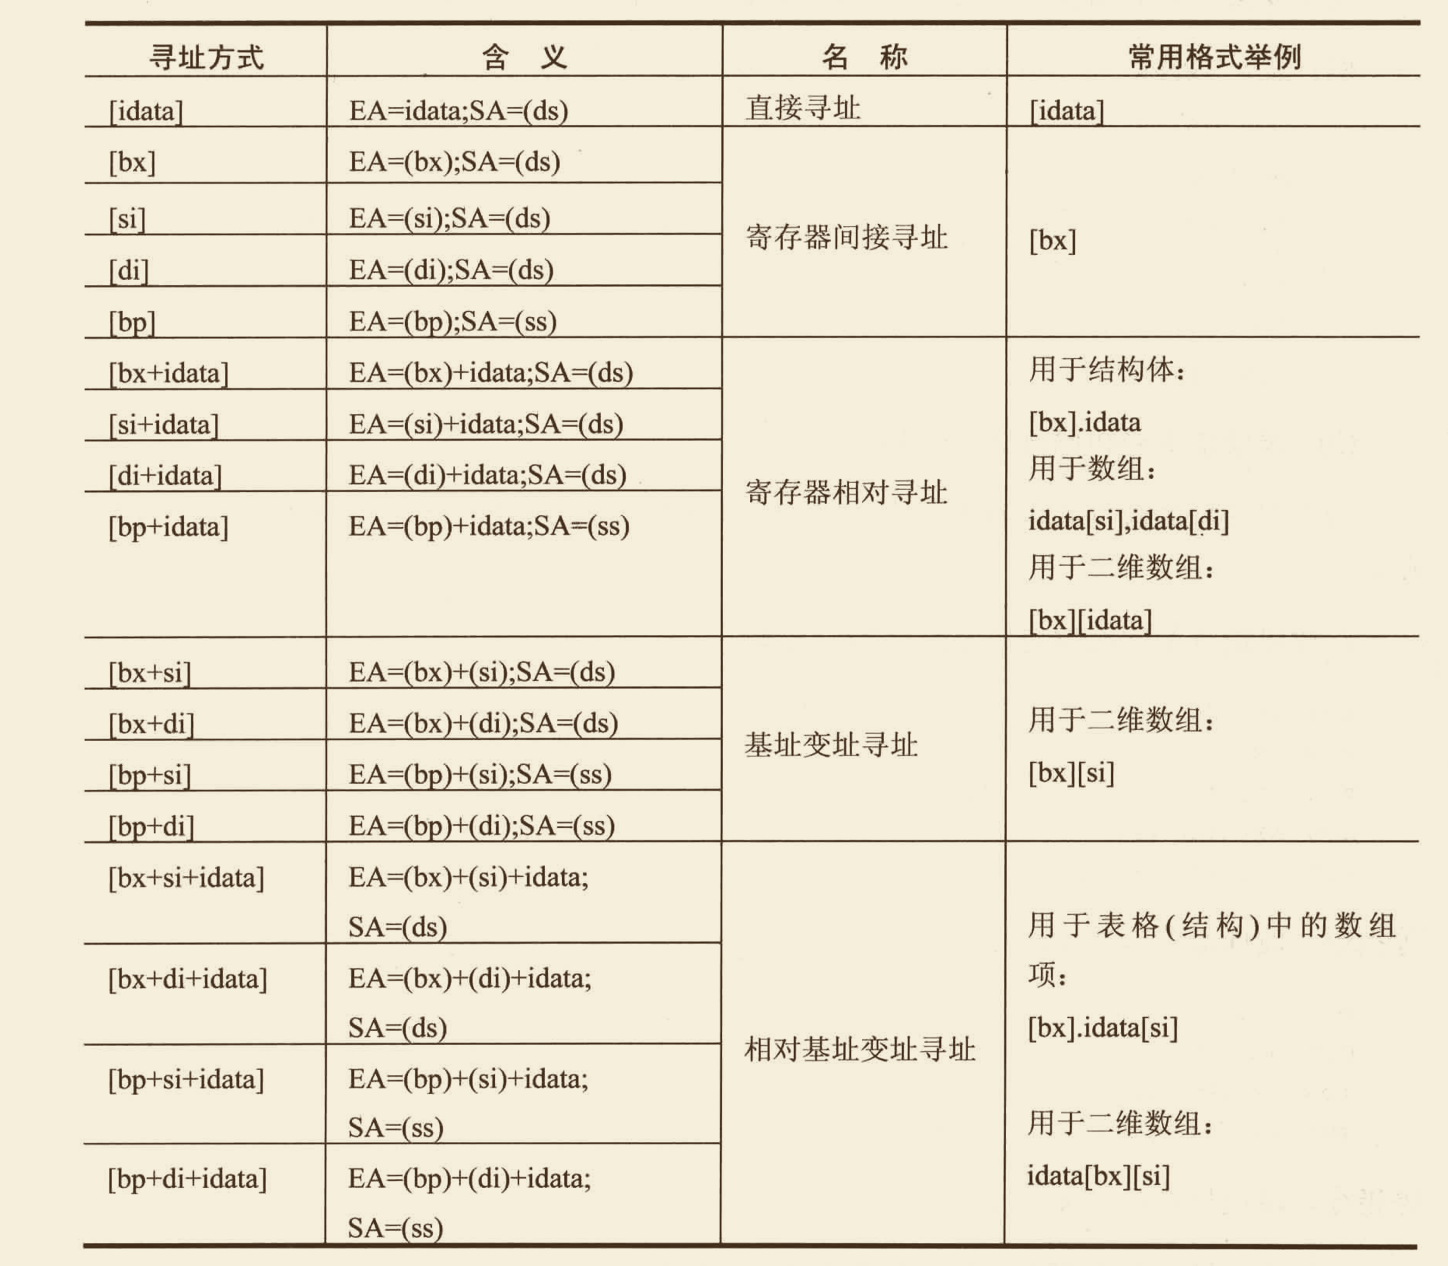 寻址方式 含 义 名 称 常用格式举例
[idata] EA=idata;SA=(ds) 直接寻址 [idata]
[bx] EA=(bx);SA=(ds)
[si] EA=(si);SA=(ds)
寄存器间接寻址 [bx]
[di] EA=(di);SA=(ds)
[bp] EA=(bp);SA=(ss)
[bx+idata] EA=(bx)+idata;SA=(ds) 用于结构体：
[si+idata] EA=(si)+idata;SA=(ds) [bx].idata
[di+idata] EA=(di)+idata;SA=(ds) 用于数组：
寄存器相对寻址
[bp+idata] EA=(bp)+idata;SA=(ss) idata[si],idata[di]
用于二维数组：
[bx][idata]
[bx+si] EA=(bx)+(si);SA=(ds)
[bx+di] EA=(bx)+(di);SA=(ds) 用于二维数组：
基址变址寻址
[bp+si] EA=(bp)+(si);SA=(ss) [bx][si]
[bp+di] EA=(bp)+(di);SA=(ss)
[bx+si+idata] EA=(bx)+(si)+idata;
SA=(ds) 用于表格(结构)中的数组
[bx+di+idata] EA=(bx)+(di)+idata; 项：
SA=(ds) [bx].idata[si]
相对基址变址寻址
[bp+si+idata] EA=(bp)+(si)+idata;
SA=(ss) 用于二维数组：
[bp+di+idata] EA=(bp)+(di)+idata; idata[bx][si]
SA=(ss)